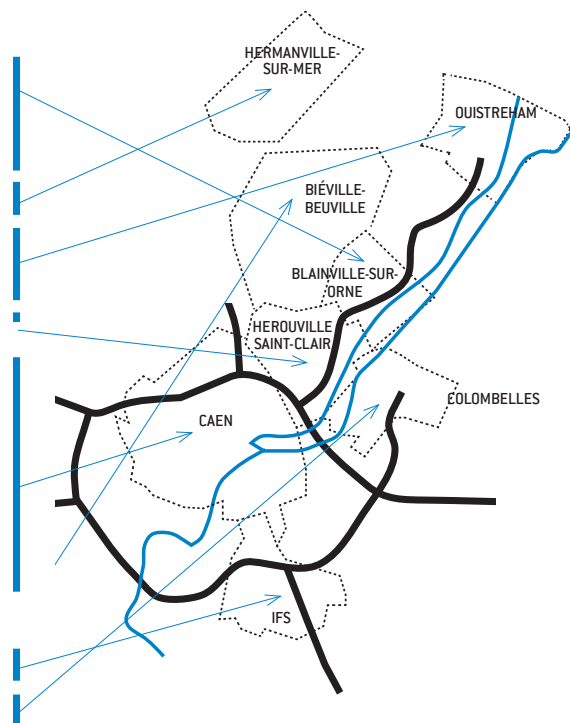 HERMANVILLE-
SUR-MER
OUISTREHAM
BIÉVILLE-
BEUVILLE
BLAINVILLE-SUR-
ORNE
HEROUVILLE
SAINT-CLAIR
COLOMBELLES
CAEN
IFS